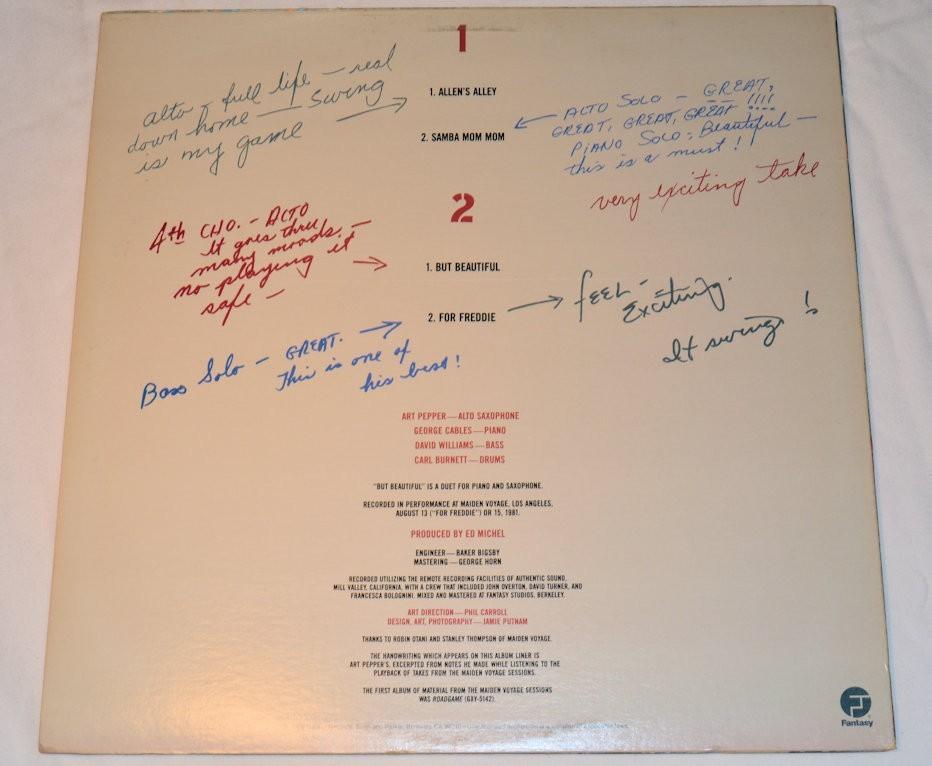 1
alto - full life - real
down home - swing
is my game
1. ALLEN'S ALLEY
2. SAMBA MOM MOM
ALTO SOLO - GREAT,
GREAT, GREAT, GREAT !!!!
PIANO SOLO: Beautiful -
this is a must!!
very exciting take
2
4th CHO. - ALTO
It goes thru
many moods. -
no playing it
safe -
1. BUT BEAUTIFUL
2. FOR FREDDIE
feel -
Exciting.
It swings!
Bass Solo - GREAT.
This is one of
his best!
ART PEPPER—ALTO SAXOPHONE
GEORGE CABLES—PIANO
DAVID WILLIAMS—BASS
CARL BURNETT—DRUMS
"BUT BEAUTIFUL" IS A DUET FOR PIANO AND SAXOPHONE.
RECORDED IN PERFORMANCE AT MAIDEN VOYAGE, LOS ANGELES,
AUGUST 13 ("FOR FREDDIE") OR 15, 1981.
PRODUCED BY ED MICHEL
ENGINEER—BAKER BIGSBY
MASTERING—GEORGE HORN
RECORDED UTILIZING THE REMOTE RECORDING FACILITIES OF AUTHENTIC SOUND,
MILL VALLEY, CALIFORNIA, WITH A CREW THAT INCLUDED JOHN OVERTON, DAVID TURNER, AND
FRANCESCA BOLOGNINI. MIXED AND MASTERED AT FANTASY STUDIOS, BERKELEY.
ART DIRECTION—PHIL CARROLL
DESIGN, ART, PHOTOGRAPHY—JAMIE PUTNAM
THANKS TO ROBIN OTANI AND STANLEY THOMPSON OF MAIDEN VOYAGE.
THE HANDWRITING WHICH APPEARS ON THIS ALBUM LINER IS
ART PEPPER'S, EXCERPTED FROM NOTES HE MADE WHILE LISTENING TO THE
PLAYBACK OF TAKES FROM THE MAIDEN VOYAGE SESSIONS.
THE FIRST ALBUM OF MATERIAL FROM THE MAIDEN VOYAGE SESSIONS
WAS ROADGAME (GXY-5142).
Fantasy